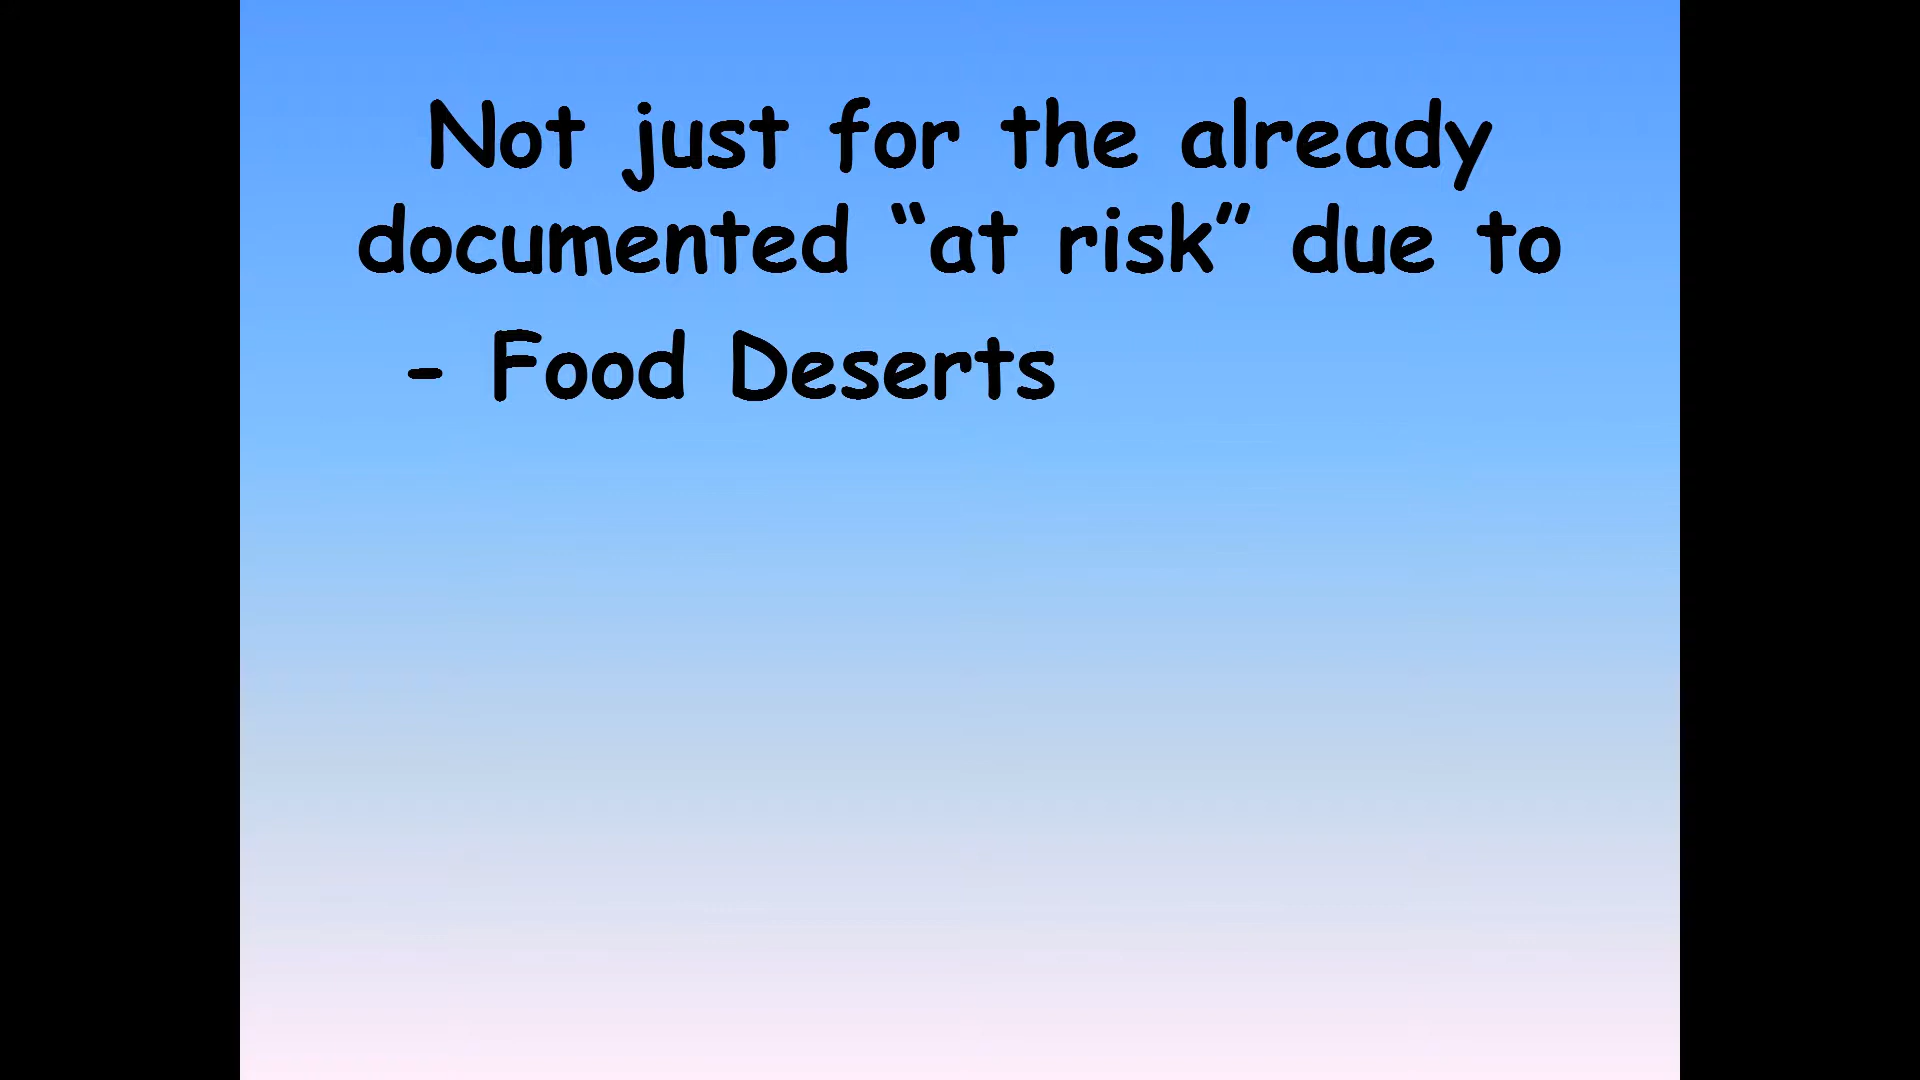 Not just for the already
documented “at risk” due to
- Food Deserts